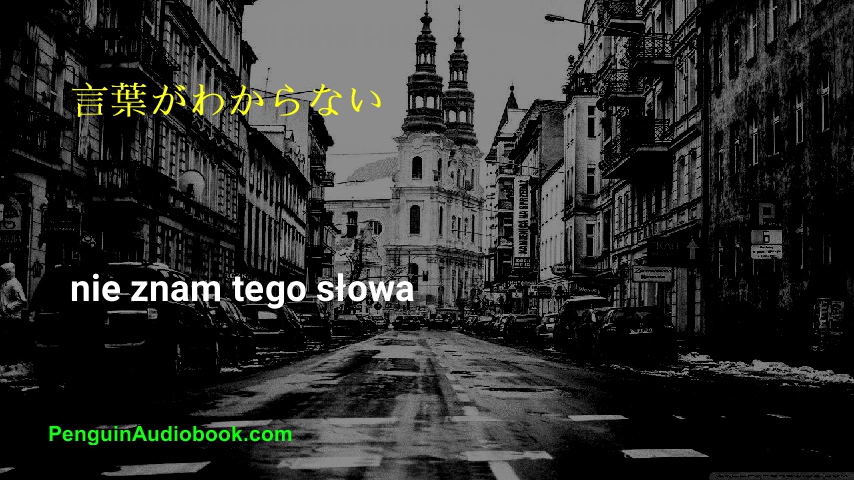 言葉がわからない
nie znam tego słowa
PenguinAudiobook.com